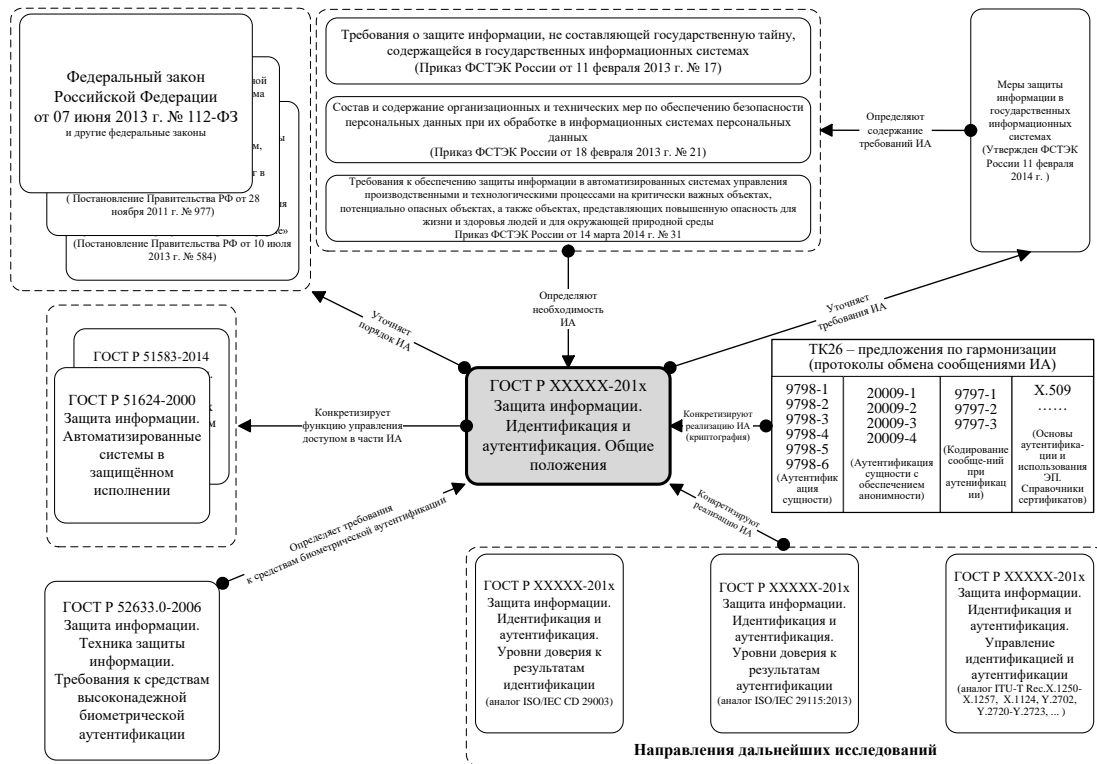 Федеральный закон
Российской Федерации
от 07 июня 2013 г. № 112-ФЗ
и другие федеральные законы
ной
ма
ы
м,
г в
( Постановление Правительства РФ от 28
ноября 2011 г. № 977)
ия
е»
(Постановление Правительства РФ от 10 июля
2013 г. № 584)
Требования о защите информации, не составляющей государственную тайну,
содержащейся в государственных информационных системах
(Приказ ФСТЭК России от 11 февраля 2013 г. № 17)
Состав и содержание организационных и технических мер по обеспечению безопасности
персональных данных при их обработке в информационных системах персональных
данных
(Приказ ФСТЭК России от 18 февраля 2013 г. № 21)
Требования к обеспечению защиты информации в автоматизированных системах управления
производственными и технологическими процессами на критически важных объектах,
потенциально опасных объектах, а также объектах, представляющих повышенную опасность для
жизни и здоровья людей и для окружающей природной среды
Приказ ФСТЭК России от 14 марта 2014 г. № 31
Определяют
содержание
требований ИА
Меры защиты
информации в
государственных
информационных
системах
(Утвержден ФСТЭК
России 11 февраля
2014 г. )
Уточняет
порядок ИА
Определяют
необходимость
ИА
Уточняет
требования ИА
ГОСТ Р 51583-2014
ГОСТ Р 51624-2000
Защита информации.
Автоматизированные
системы в
защищённом
исполнении
Конкретизирует
функцию управления
доступом в части ИА
ГОСТ Р XXXXX-201x
Защита информации.
Идентификация и
аутентификация. Общие
положения
Конкретизируют
реализацию ИА
(криптография)
ТК26 – предложения по гармонизации
(протоколы обмена сообщениями ИА)
9798-1
9798-2
9798-3
9798-4
9798-5
9798-6
(Аутентифик
ация
сущности)
20009-1
20009-2
20009-3
20009-4
(Аутентификация
сущности с
обеспечением
анонимности)
9797-1
9797-2
9797-3
(Кодирование
сообще-ний
при
аутенификац
ии)
X.509
……
(Основы
аутентифика-
ции и
использования
ЭП.
Справочники
сертификатов)
Определяет требования
к средствам биометрической аутентификации
Конкретизируют
реализацию ИА
ГОСТ Р 52633.0-2006
Защита информации.
Техника защиты
информации.
Требования к средствам
высоконадежной
биометрической
аутентификации
ГОСТ Р XXXXX-201x
Защита информации.
Идентификация и
аутентификация.
Уровни доверия к
результатам
идентификации
(аналог ISO/IEC CD 29003)
ГОСТ Р XXXXX-201x
Защита информации.
Идентификация и
аутентификация.
Уровни доверия к
результатам
аутентификации
(аналог ISO/IEC 29115:2013)
ГОСТ Р XXXXX-201x
Защита информации.
Идентификация и
аутентификация.
Управление
идентификацией и
аутентификации
(аналог ITU-T Rec.X.1250-
X.1257, X.1124, Y.2702,
Y.2720-Y.2723, ... )
Направления дальнейших исследований